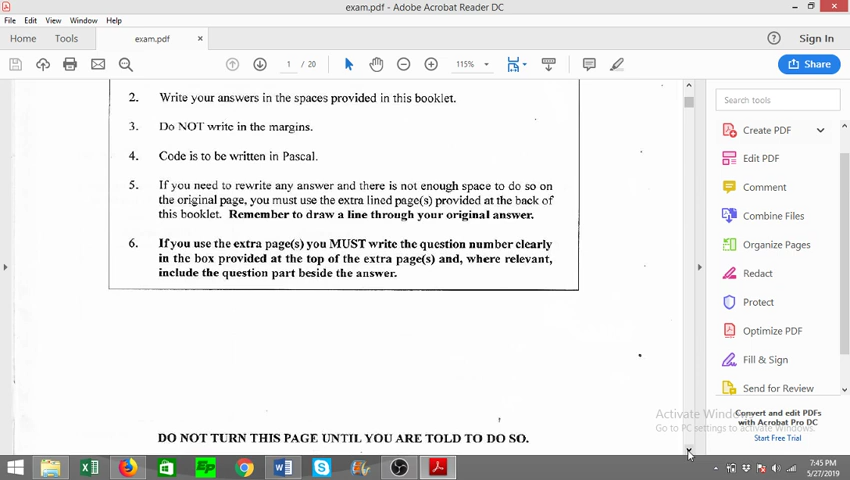 exam.pdf - Adobe Acrobat Reader DC
File Edit View Window Help
Home Tools exam.pdf × ? Sign In
1 / 20 115% Share
2. Write your answers in the spaces provided in this booklet.
3. Do NOT write in the margins.
4. Code is to be written in Pascal.
5. If you need to rewrite any answer and there is not enough space to do so on
the original page, you must use the extra lined page(s) provided at the back of
this booklet. Remember to draw a line through your original answer.
6. If you use the extra page(s) you MUST write the question number clearly
in the box provided at the top of the extra page(s) and, where relevant,
include the question part beside the answer.
DO NOT TURN THIS PAGE UNTIL YOU ARE TOLD TO DO SO.
Search tools
Create PDF
Edit PDF
Comment
Combine Files
Organize Pages
Redact
Protect
Optimize PDF
Fill & Sign
Send for Review
Convert and edit PDFs
with Acrobat Pro DC
Start Free Trial
Activate Windows
Go to PC settings to activate Windows.
Ep
7:45 PM
5/27/2019